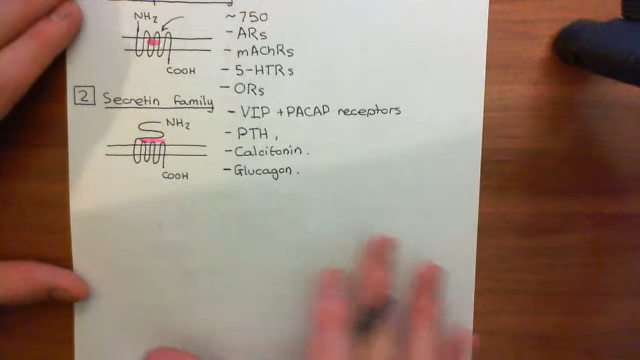 NH₂
~750
- ARs
- mAChRs
COOH
- 5-HTRs
- ORs
2 Secretin family
- VIP + PACAP receptors
NH₂
- PTH,
- Calcitonin.
COOH
- Glucagon.